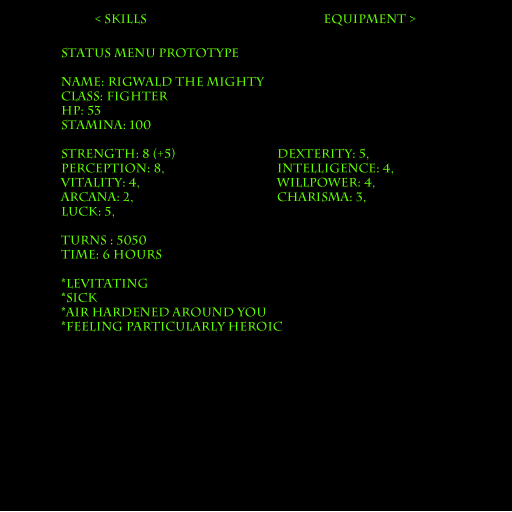 < SKILLS EQUIPMENT >
STATUS MENU PROTOTYPE
NAME: RIGWALD THE MIGHTY
CLASS: FIGHTER
HP: 53
STAMINA: 100
STRENGTH: 8 (+5) DEXTERITY: 5,
PERCEPTION: 8, INTELLIGENCE: 4,
VITALITY: 4, WILLPOWER: 4,
ARCANA: 2, CHARISMA: 3,
LUCK: 5,
TURNS : 5050
TIME: 6 HOURS
*LEVITATING
*SICK
*AIR HARDENED AROUND YOU
*FEELING PARTICULARLY HEROIC